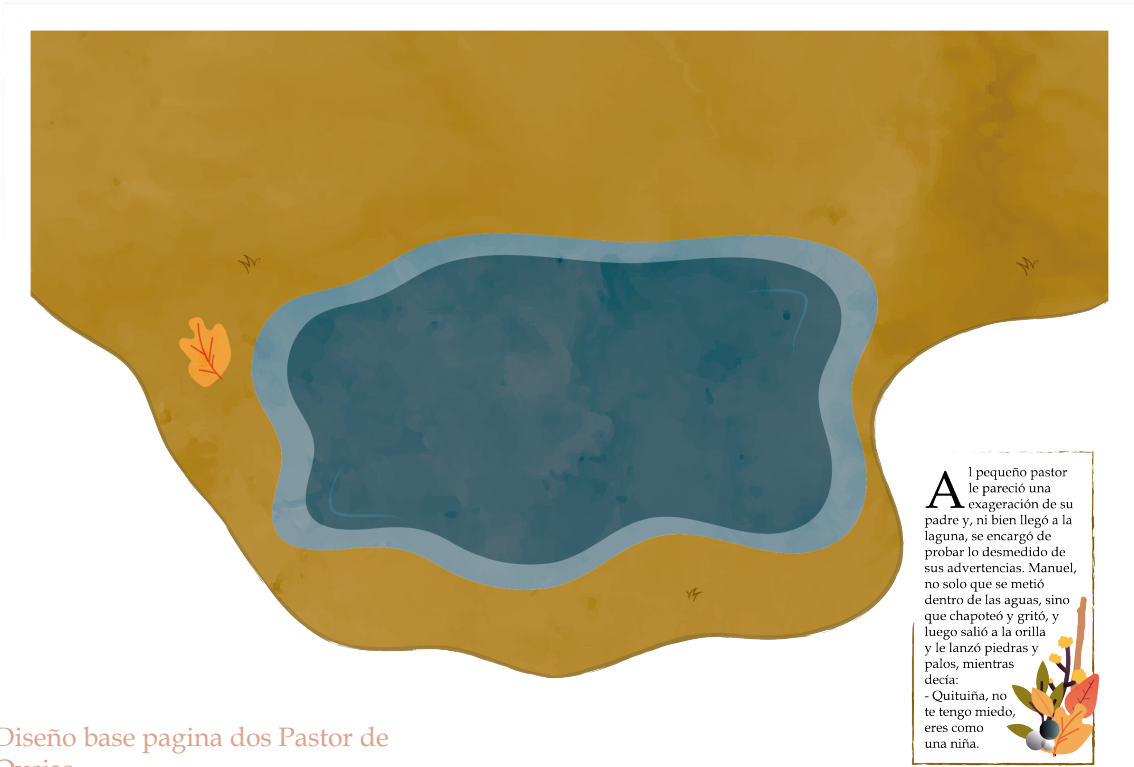 Al pequeño pastor
le pareció una
exageración de su
padre y, ni bien llegó a la
laguna, se encargó de
probar lo desmedido de
sus advertencias. Manuel,
no solo que se metió
dentro de las aguas, sino
que chapoteó y gritó, y
luego salió a la orilla
y le lanzó piedras y
palos, mientras
decía:
- Quituiña, no
te tengo miedo,
eres como
una niña.
Diseño base pagina dos Pastor de